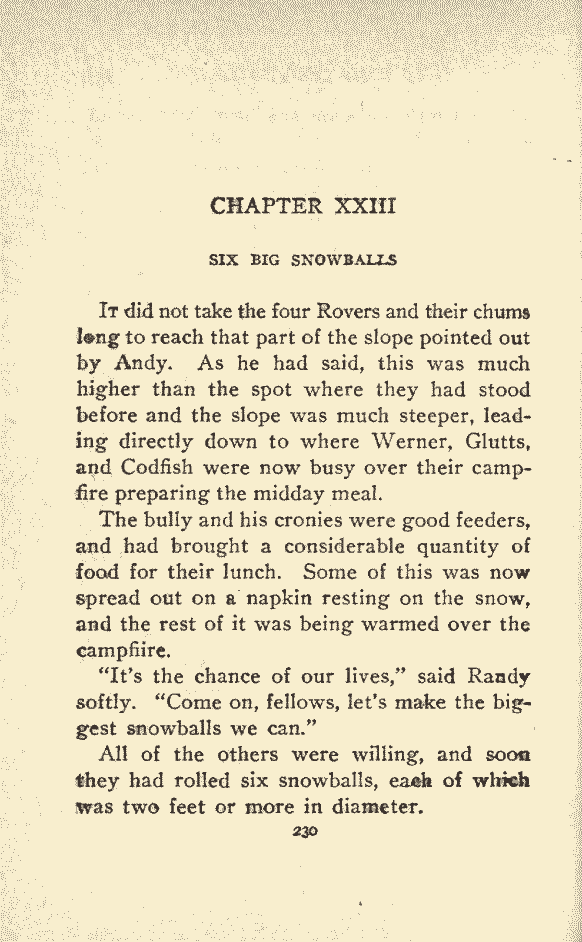 CHAPTER XXIII
SIX BIG SNOWBALLS
IT did not take the four Rovers and their chums
long to reach that part of the slope pointed out
by Andy. As he had said, this was much
higher than the spot where they had stood
before and the slope was much steeper, lead-
ing directly down to where Werner, Glutts,
and Codfish were now busy over their camp-
fire preparing the midday meal.
The bully and his cronies were good feeders,
and had brought a considerable quantity of
food for their lunch. Some of this was now
spread out on a napkin resting on the snow,
and the rest of it was being warmed over the
campfiire.
"It's the chance of our lives," said Randy
softly. "Come on, fellows, let's make the big-
gest snowballs we can."
All of the others were willing, and soon
they had rolled six snowballs, each of which
was two feet or more in diameter.
230